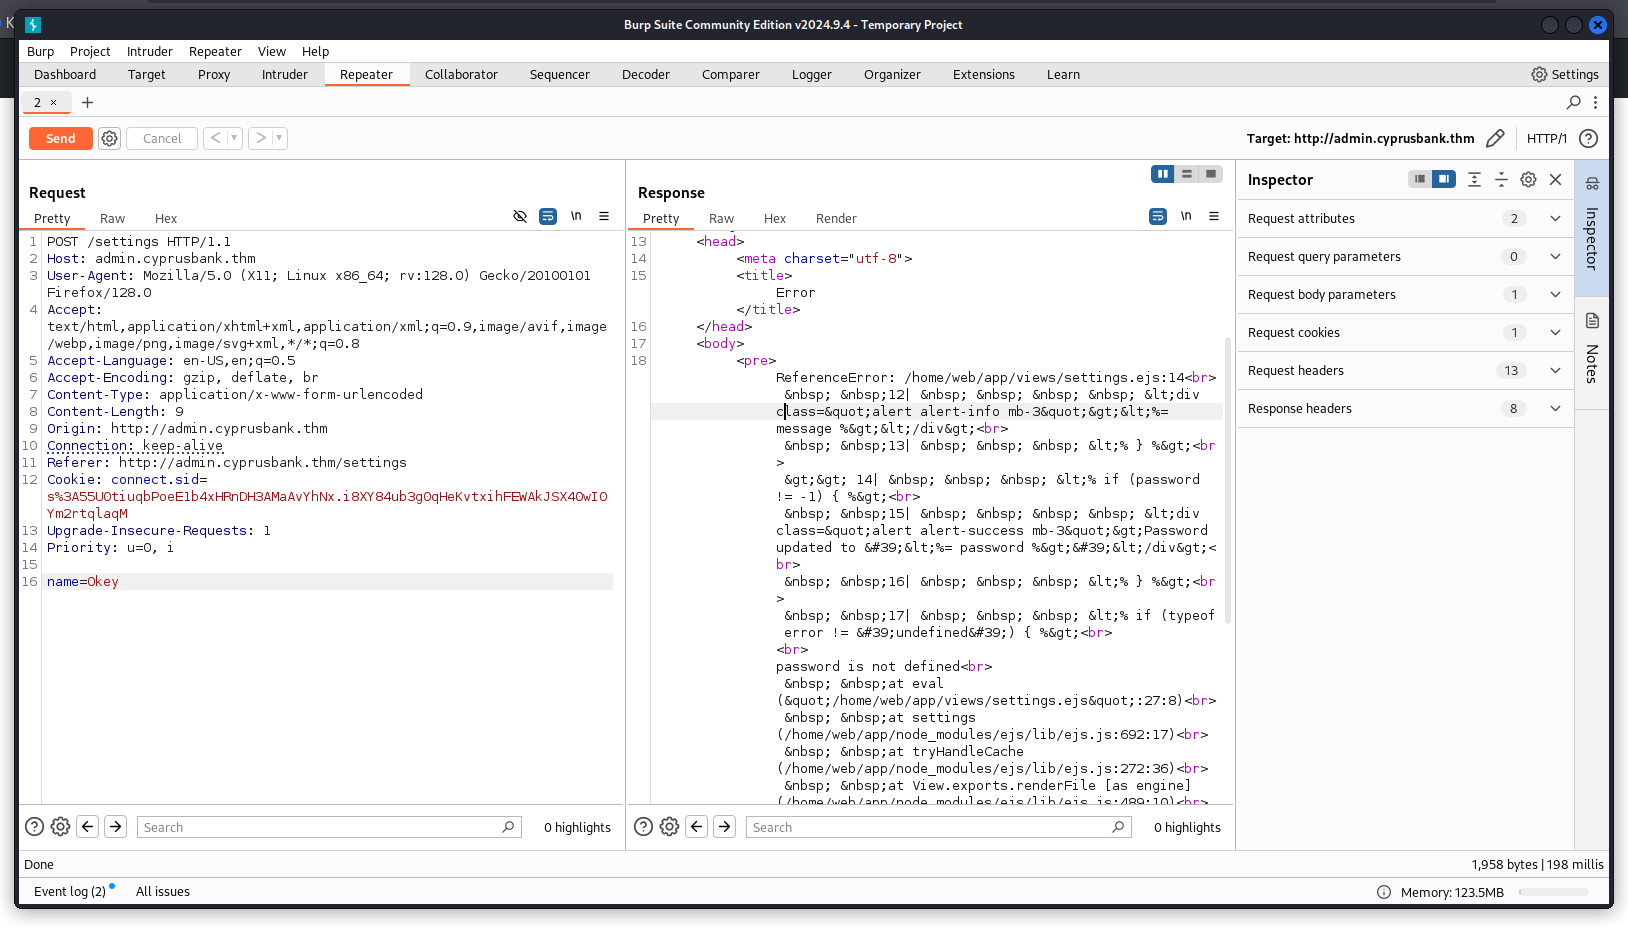 K
Burp Suite Community Edition v2024.9.4 - Temporary Project
Burp Project Intruder Repeater View Help
Dashboard Target Proxy Intruder Repeater Collaborator Sequencer Decoder Comparer Logger Organizer Extensions Learn Settings
2 × +
Send Cancel < > Target: http://admin.cyprusbank.thm HTTP/1 ?
Request
Pretty Raw Hex \n
1 POST /settings HTTP/1.1
2 Host: admin.cyprusbank.thm
3 User-Agent: Mozilla/5.0 (X11; Linux x86_64; rv:128.0) Gecko/20100101
Firefox/128.0
4 Accept:
text/html,application/xhtml+xml,application/xml;q=0.9,image/avif,image
/webp,image/png,image/svg+xml,*/*;q=0.8
5 Accept-Language: en-US,en;q=0.5
6 Accept-Encoding: gzip, deflate, br
7 Content-Type: application/x-www-form-urlencoded
8 Content-Length: 9
9 Origin: http://admin.cyprusbank.thm
10 Connection: keep-alive
11 Referer: http://admin.cyprusbank.thm/settings
12 Cookie: connect.sid=
s%3A55U0tiuqbPoeE1b4xHRnDH3AMaAvYhNx.i8XY84ub3g0qHeKvtxihFEWAkJSX40wI0
Ym2rtqlaqM
13 Upgrade-Insecure-Requests: 1
14 Priority: u=0, i
15
16 name=0key
? Search 0 highlights
Response
Pretty Raw Hex Render \n
13 <head>
14 <meta charset="utf-8">
15 <title>
Error
</title>
16 </head>
17 <body>
18 <pre>
ReferenceError: /home/web/app/views/settings.ejs:14<br>
&nbsp; &nbsp;12| &nbsp; &nbsp; &nbsp; &nbsp; &lt;div
class=&quot;alert alert-info mb-3&quot;&gt;&lt;%=
message %&gt;&lt;/div&gt;<br>
&nbsp; &nbsp;13| &nbsp; &nbsp; &nbsp; &lt;% } %&gt;<br
>
&gt;&gt; 14| &nbsp; &nbsp; &nbsp; &lt;% if (password
!= -1) { %&gt;<br>
&nbsp; &nbsp;15| &nbsp; &nbsp; &nbsp; &nbsp; &lt;div
class=&quot;alert alert-success mb-3&quot;&gt;Password
updated to &#39;&lt;%= password %&gt;&#39;&lt;/div&gt;<
br>
&nbsp; &nbsp;16| &nbsp; &nbsp; &nbsp; &lt;% } %&gt;<br
>
&nbsp; &nbsp;17| &nbsp; &nbsp; &nbsp; &lt;% if (typeof
error != &#39;undefined&#39;) { %&gt;<br>
<br>
password is not defined<br>
&nbsp; &nbsp;at eval
(&quot;/home/web/app/views/settings.ejs&quot;:27:8)<br>
&nbsp; &nbsp;at settings
(/home/web/app/node_modules/ejs/lib/ejs.js:692:17)<br>
&nbsp; &nbsp;at tryHandleCache
(/home/web/app/node_modules/ejs/lib/ejs.js:272:36)<br>
&nbsp; &nbsp;at View.exports.renderFile [as engine]
(/home/web/app/node_modules/ejs/lib/ejs.js:489:10)<br>
? Search 0 highlights
Inspector
Request attributes 2
Request query parameters 0
Request body parameters 1
Request cookies 1
Request headers 13
Response headers 8
Inspector
Notes
Done 1,958 bytes | 198 millis
Event log (2) All issues Memory: 123.5MB